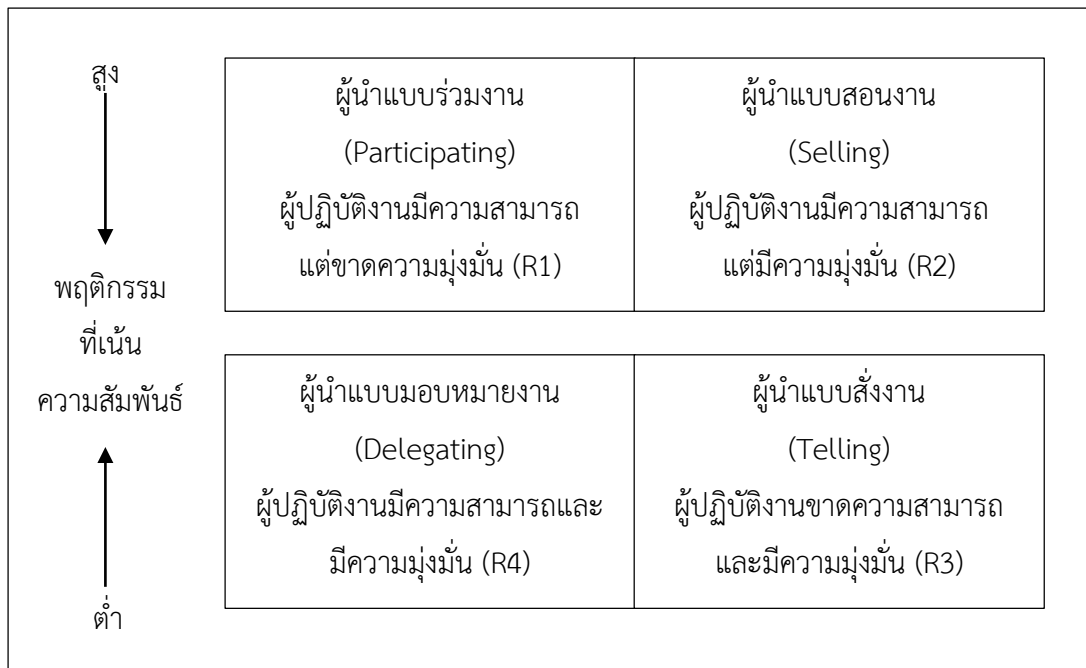 สูง
พฤติกรรม
ที่เน้น
ความสัมพันธ์
ต่ำ
ผู้นำแบบร่วมงาน
(Participating)
ผู้ปฏิบัติงานมีความสามารถ
แต่ขาดความมุ่งมั่น (R1)
ผู้นำแบบสอนงาน
(Selling)
ผู้ปฏิบัติงานมีความสามารถ
แต่มีความมุ่งมั่น (R2)
ผู้นำแบบมอบหมายงาน
(Delegating)
ผู้ปฏิบัติงานมีความสามารถและ
มีความมุ่งมั่น (R4)
ผู้นำแบบสั่งงาน
(Telling)
ผู้ปฏิบัติงานขาดความสามารถ
และมีความมุ่งมั่น (R3)